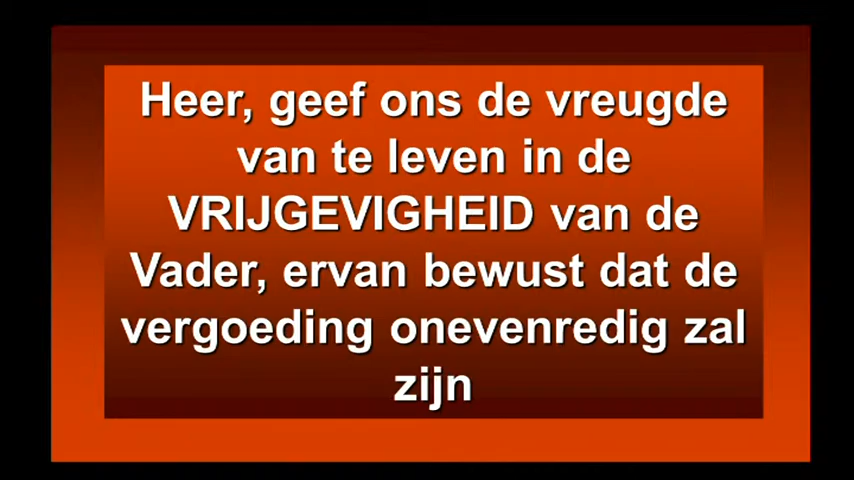 Heer, geef ons de vreugde
van te leven in de
VRIJGEVIGHEID van de
Vader, ervan bewust dat de
vergoeding onevenredig zal
zijn